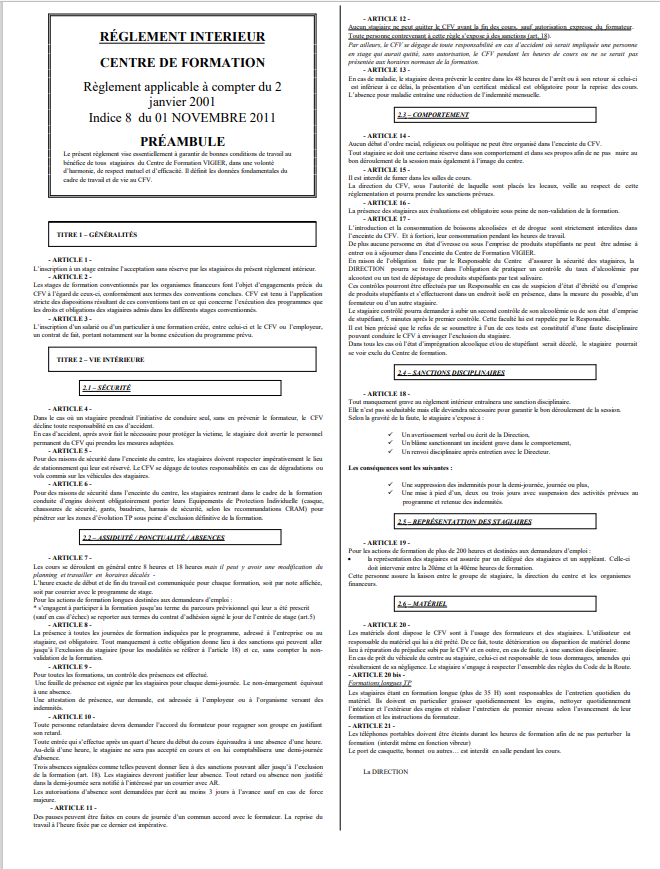 RÉGLEMENT INTERIEUR
CENTRE DE FORMATION
Règlement applicable à compter du 2
janvier 2001
Indice 8 du 01 NOVEMBRE 2011
PRÉAMBULE
Le présent règlement vise essentiellement à garantir de bonnes conditions de travail au
bénéfice de tous stagiaires du Centre de Formation VIGIER, dans une volonté
d'harmonie, de respect mutuel et d'efficacité. Il définit les données fondamentales du
cadre de travail et de vie au CFV.
TITRE 1 – GÉNÉRALITÉS
- ARTICLE 1 -
L'inscription à un stage entraîne l'acceptation sans réserve par les stagiaires du présent règlement intérieur.
- ARTICLE 2 -
Les stages de formation conventionnés par les organismes financeurs font l'objet d'engagements précis du
CFV à l'égard de ceux-ci, conformément aux termes des conventions conclues. CFV est tenu à l'application
stricte des dispositions résultant de ces conventions tant en ce qui concerne l'exécution des programmes que
les droits et obligations des stagiaires admis dans les différents stages conventionnés.
- ARTICLE 3 -
L'inscription d'un salarié ou d'un particulier à une formation créée, entre celui-ci et le CFV ou l'employeur,
un contrat de fait, portant notamment sur la bonne exécution du programme prévu.
TITRE 2 – VIE INTÉRIEURE
2.1 – SÉCURITÉ
- ARTICLE 4 -
Dans le cas où un stagiaire prendrait l'initiative de conduire seul, sans en prévenir le formateur, le CFV
décline toute responsabilité en cas d'accident.
En cas d'accident, après avoir fait le nécessaire pour protéger la victime, le stagiaire doit avertir le personnel
permanent du CFV qui prendra les mesures adaptées.
- ARTICLE 5 -
Pour des raisons de sécurité dans l'enceinte du centre, les stagiaires doivent respecter impérativement le lieu
de stationnement qui leur est réservé. Le CFV se dégage de toutes responsabilités en cas de dégradations ou
vols commis sur les véhicules des stagiaires.
- ARTICLE 6 -
Pour des raisons de sécurité dans l'enceinte du centre, les stagiaires rentrant dans le cadre de la formation
conduite d'engins doivent obligatoirement porter leurs Equipements de Protection Individuelle (casque,
chaussures de sécurité, gants, baudriers, harnais de sécurité, selon les recommandations CRAM) pour
pénétrer sur les zones d'évolution TP sous peine d'exclusion définitive de la formation.
2.2 – ASSIDUITÉ / PONCTUALITÉ / ABSENCES
- ARTICLE 7 -
Les cours se déroulent en général entre 8 heures et 18 heures mais il peut y avoir une modification du
planning et travailler en horaires décalés -
L'heure exacte de début et de fin du travail est communiquée pour chaque formation, soit par note affichée,
soit par courrier avec le programme de stage.
Pour les actions de formation longues destinées aux demandeurs d'emploi :
* s'engagent à participer à la formation jusqu'au terme du parcours prévisionnel qui leur a été prescrit
(sauf en cas d'échec) se reporter aux termes du contrat d'adhésion signé le jour de l'entrée de stage (art.5)
- ARTICLE 8 -
La présence à toutes les journées de formation indiquées par le programme, adressé à l'entreprise ou au
stagiaire, est obligatoire. Tout manquement à cette obligation donne lieu à des sanctions qui peuvent aller
jusqu'à l'exclusion du stagiaire (pour les modalités se référer à l'article 18) et ce, sans compter la non-
validation de la formation.
- ARTICLE 9 -
Pour toutes les formations, un contrôle des présences est effectué.
Une feuille de présence est signée par les stagiaires pour chaque demi-journée. Le non-émargement équivaut
à une absence.
Une attestation de présence, sur demande, est adressée à l'employeur ou à l'organisme versant des
indemnités.
- ARTICLE 10 -
Toute personne retardataire devra demander l'accord du formateur pour regagner son groupe en justifiant
son retard.
Toute entrée qui s'effectue après un quart d'heure du début du cours équivaudra à une absence d'une heure.
Au-delà d'une heure, le stagiaire ne sera pas accepté en cours et on lui comptabilisera une demi-journée
d'absence.
Trois absences signalées comme telles peuvent donner lieu à des sanctions pouvant aller jusqu'à l'exclusion
de la formation (art. 18). Les stagiaires devront justifier leur absence. Tout retard ou absence non justifié
dans la demi-journée sera notifié à l'intéressé par un courrier avec AR.
Les autorisations d'absence sont demandées par écrit au moins 3 jours à l'avance sauf en cas de force
majeure.
- ARTICLE 11 -
Des pauses peuvent être faites en cours de journée d'un commun accord avec le formateur. La reprise du
travail à l'heure fixée par ce dernier est impérative.
- ARTICLE 12 -
Aucun stagiaire ne peut quitter le CFV avant la fin des cours, sauf autorisation expresse du formateur.
Toute personne contrevenant à cette règle s'expose à des sanctions (art. 18).
Par ailleurs, le CFV se dégage de toute responsabilité en cas d'accident où serait impliquée une personne
en stage qui aurait quitté, sans autorisation, le CFV pendant les heures de cours ou ne se serait pas
présentée aux horaires normaux de la formation.
- ARTICLE 13 -
En cas de maladie, le stagiaire devra prévenir le centre dans les 48 heures de l'arrêt ou à son retour si celui-ci
est inférieur à ce délai, la présentation d'un certificat médical est obligatoire pour la reprise des cours.
L'absence pour maladie entraîne une réduction de l'indemnité mensuelle.
2.3 – COMPORTEMENT
- ARTICLE 14 -
Aucun débat d'ordre racial, religieux ou politique ne peut être organisé dans l'enceinte du CFV.
Tout stagiaire se doit une certaine réserve dans son comportement et dans ses propos afin de ne pas nuire au
bon déroulement de la session mais également à l'image du centre.
- ARTICLE 15 -
Il est interdit de fumer dans les salles de cours.
La direction du CFV, sous l'autorité de laquelle sont placés les locaux, veille au respect de cette
réglementation et pourra prendre les sanctions prévues.
- ARTICLE 16 -
La présence des stagiaires aux évaluations est obligatoire sous peine de non-validation de la formation.
- ARTICLE 17 -
L'introduction et la consommation de boissons alcoolisées et de drogue sont strictement interdites dans
l'enceinte du CFV. Et à fortiori, leur consommation pendant les heures de travail.
De plus aucune personne en état d'ivresse ou sous l'emprise de produits stupéfiants ne peut être admise à
entrer ou à séjourner dans l'enceinte du Centre de Formation VIGIER.
En raison de l'obligation faite par le Responsable du Centre d'assurer la sécurité des stagiaires, la
DIRECTION pourra se trouver dans l'obligation de pratiquer un contrôle du taux d'alcoolémie par
alcootest ou un test de dépistage de produits stupéfiants par test salivaire.
Ces contrôles pourront être effectués par un Responsable en cas de suspicion d'état d'ébriété ou d'emprise
de produits stupéfiants et s'effectueront dans un endroit isolé en présence, dans la mesure du possible, d'un
formateur ou d'un autre stagiaire.
Le stagiaire contrôlé pourra demander à subir un second contrôle de son alcoolémie ou de son état d'emprise
de stupéfiant, 5 minutes après le premier contrôle. Cette faculté lui est rappelée par le Responsable.
Il est bien précisé que le refus de se soumettre à l'un de ces tests est constitutif d'une faute disciplinaire
pouvant conduire le CFV à envisager l'exclusion du stagiaire.
Dans tous les cas où l'état d'imprégnation alcoolique et/ou de stupéfiant serait décelé, le stagiaire pourrait
se voir exclu du Centre de formation.
2.4 – SANCTIONS DISCIPLINAIRES
- ARTICLE 18 -
Tout manquement grave au règlement intérieur entraînera une sanction disciplinaire.
Elle n'est pas souhaitable mais elle deviendra nécessaire pour garantir le bon déroulement de la session.
Selon la gravité de la faute, le stagiaire s'expose à :
✓ Un avertissement verbal ou écrit de la Direction,
✓ Un blâme sanctionnant un incident grave dans le comportement,
✓ Un renvoi disciplinaire après entretien avec le Directeur.
Les conséquences sont les suivantes :
✓ Une suppression des indemnités pour la demi-journée, journée ou plus,
✓ Une mise à pied d'un, deux ou trois jours avec suspension des activités prévues au
programme et retenue des indemnités.
2.5 – REPRÉSENTATTION DES STAGIAIRES
- ARTICLE 19 -
Pour les actions de formation de plus de 200 heures et destinées aux demandeurs d'emploi :
• la représentation des stagiaires est assurée par un délégué des stagiaires et un suppléant. Celle-ci
doit intervenir entre la 20ème et la 40ème heures de formation.
Cette personne assure la liaison entre le groupe de stagiaire, la direction du centre et les organismes
financeurs.
2.6 – MATÉRIEL
- ARTICLE 20 -
Les matériels dont dispose le CFV sont à l'usage des formateurs et des stagiaires. L'utilisateur est
responsable du matériel qui lui a été prêté. De ce fait, toute détérioration ou disparition de matériel donne
lieu à réparation du préjudice subi par le CFV et en outre, en cas de faute, à une sanction disciplinaire.
En cas de prêt du véhicule du centre au stagiaire, celui-ci est responsable de tous dommages, amendes qui
résulteraient de sa négligence. Le stagiaire s'engage à respecter l'ensemble des règles du Code de la Route.
- ARTICLE 20 bis -
Formations longues TP
Les stagiaires étant en formation longue (plus de 35 H) sont responsables de l'entretien quotidien du
matériel. Ils doivent en particulier graisser quotidiennement les engins, nettoyer quotidiennement
l'intérieur et l'extérieur des engins et réaliser l'entretien de premier niveau selon l'avancement de leur
formation et les instructions du formateur.
- ARTICLE 21 -
Les téléphones portables doivent être éteints durant les heures de formation afin de ne pas perturber la
formation (interdit même en fonction vibreur)
Le port de casquette, bonnet ou autres… est interdit en salle pendant les cours.
La DIRECTION